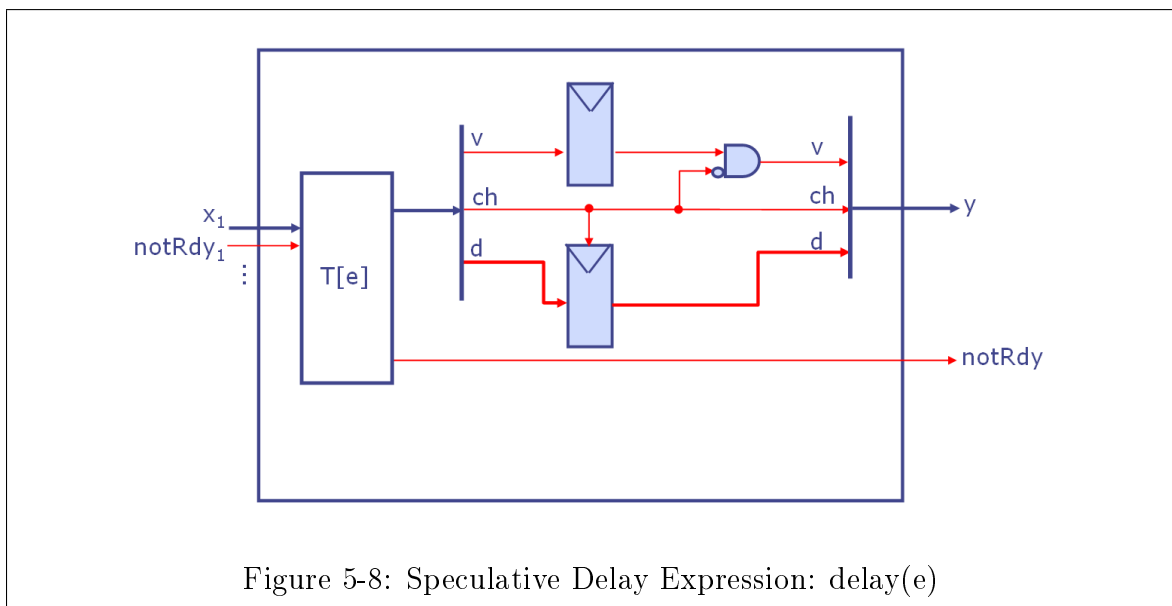 v
v
ch
ch
x1
y
notRdy1
d
d
⋮
T[e]
notRdy
Figure 5-8: Speculative Delay Expression: delay(e)